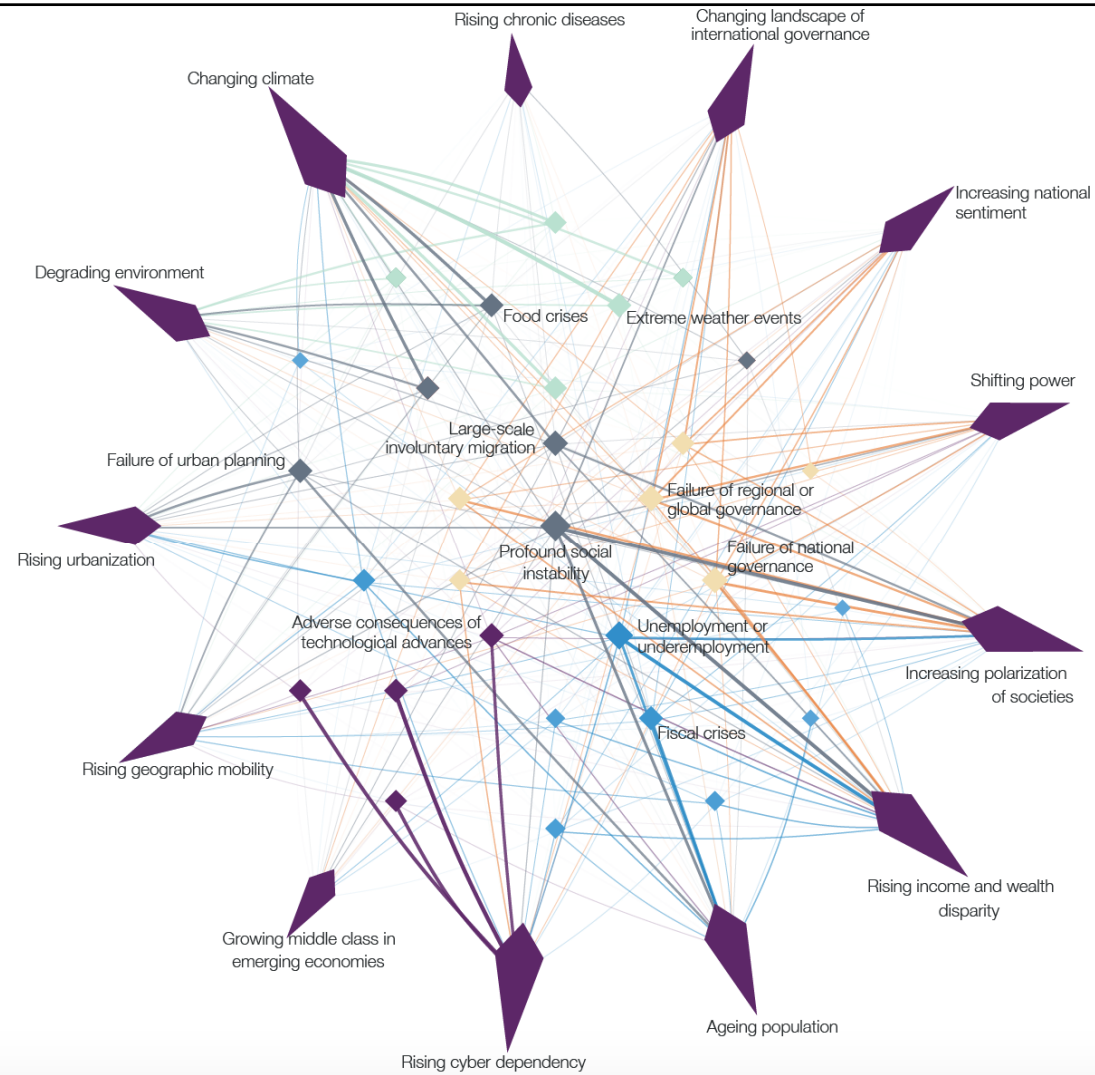 Rising chronic diseases
Changing landscape of
international governance
Changing climate
Increasing national
sentiment
Degrading environment
Food crises
Extreme weather events
Shifting power
Large-scale
involuntary migration
Failure of urban planning
Failure of regional or
global governance
Rising urbanization
Profound social
instability
Failure of national
governance
Adverse consequences of
technological advances
Unemployment or
underemployment
Increasing polarization
of societies
Fiscal crises
Rising geographic mobility
Rising income and wealth
disparity
Growing middle class in
emerging economies
Ageing population
Rising cyber dependency